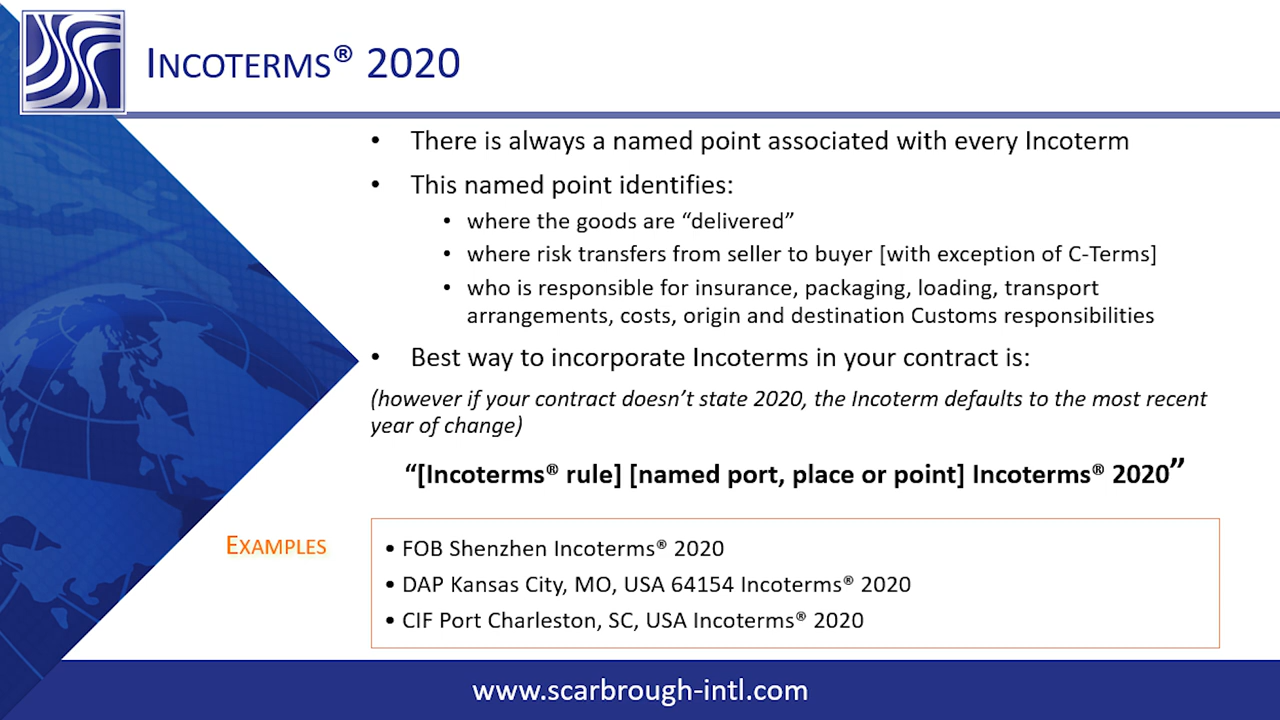 INCOTERMS® 2020
• There is always a named point associated with every Incoterm
• This named point identifies:
• where the goods are “delivered”
• where risk transfers from seller to buyer [with exception of C-Terms]
• who is responsible for insurance, packaging, loading, transport
arrangements, costs, origin and destination Customs responsibilities
• Best way to incorporate Incoterms in your contract is:
(however if your contract doesn’t state 2020, the Incoterm defaults to the most recent
year of change)
“[Incoterms® rule] [named port, place or point] Incoterms® 2020”
EXAMPLES
• FOB Shenzhen Incoterms® 2020
• DAP Kansas City, MO, USA 64154 Incoterms® 2020
• CIF Port Charleston, SC, USA Incoterms® 2020
www.scarbrough-intl.com